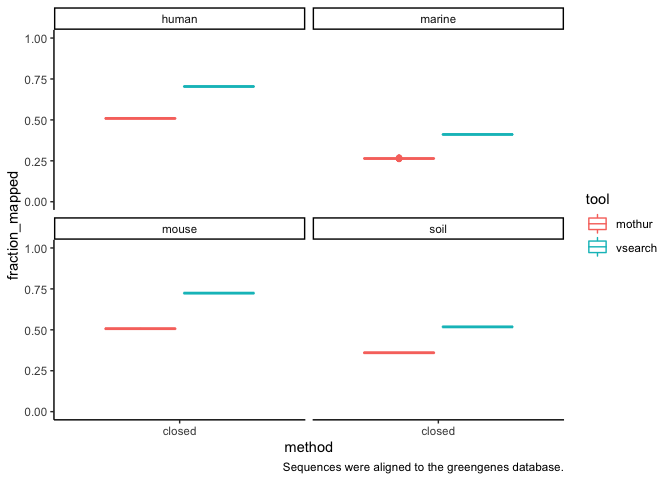 human
marine
1.00
0.75
0.50
0.25
0.00
mouse
soil
1.00
0.75
0.50
0.25
0.00
fraction_mapped
closed
closed
method
tool
mothur
vsearch
Sequences were aligned to the greengenes database.